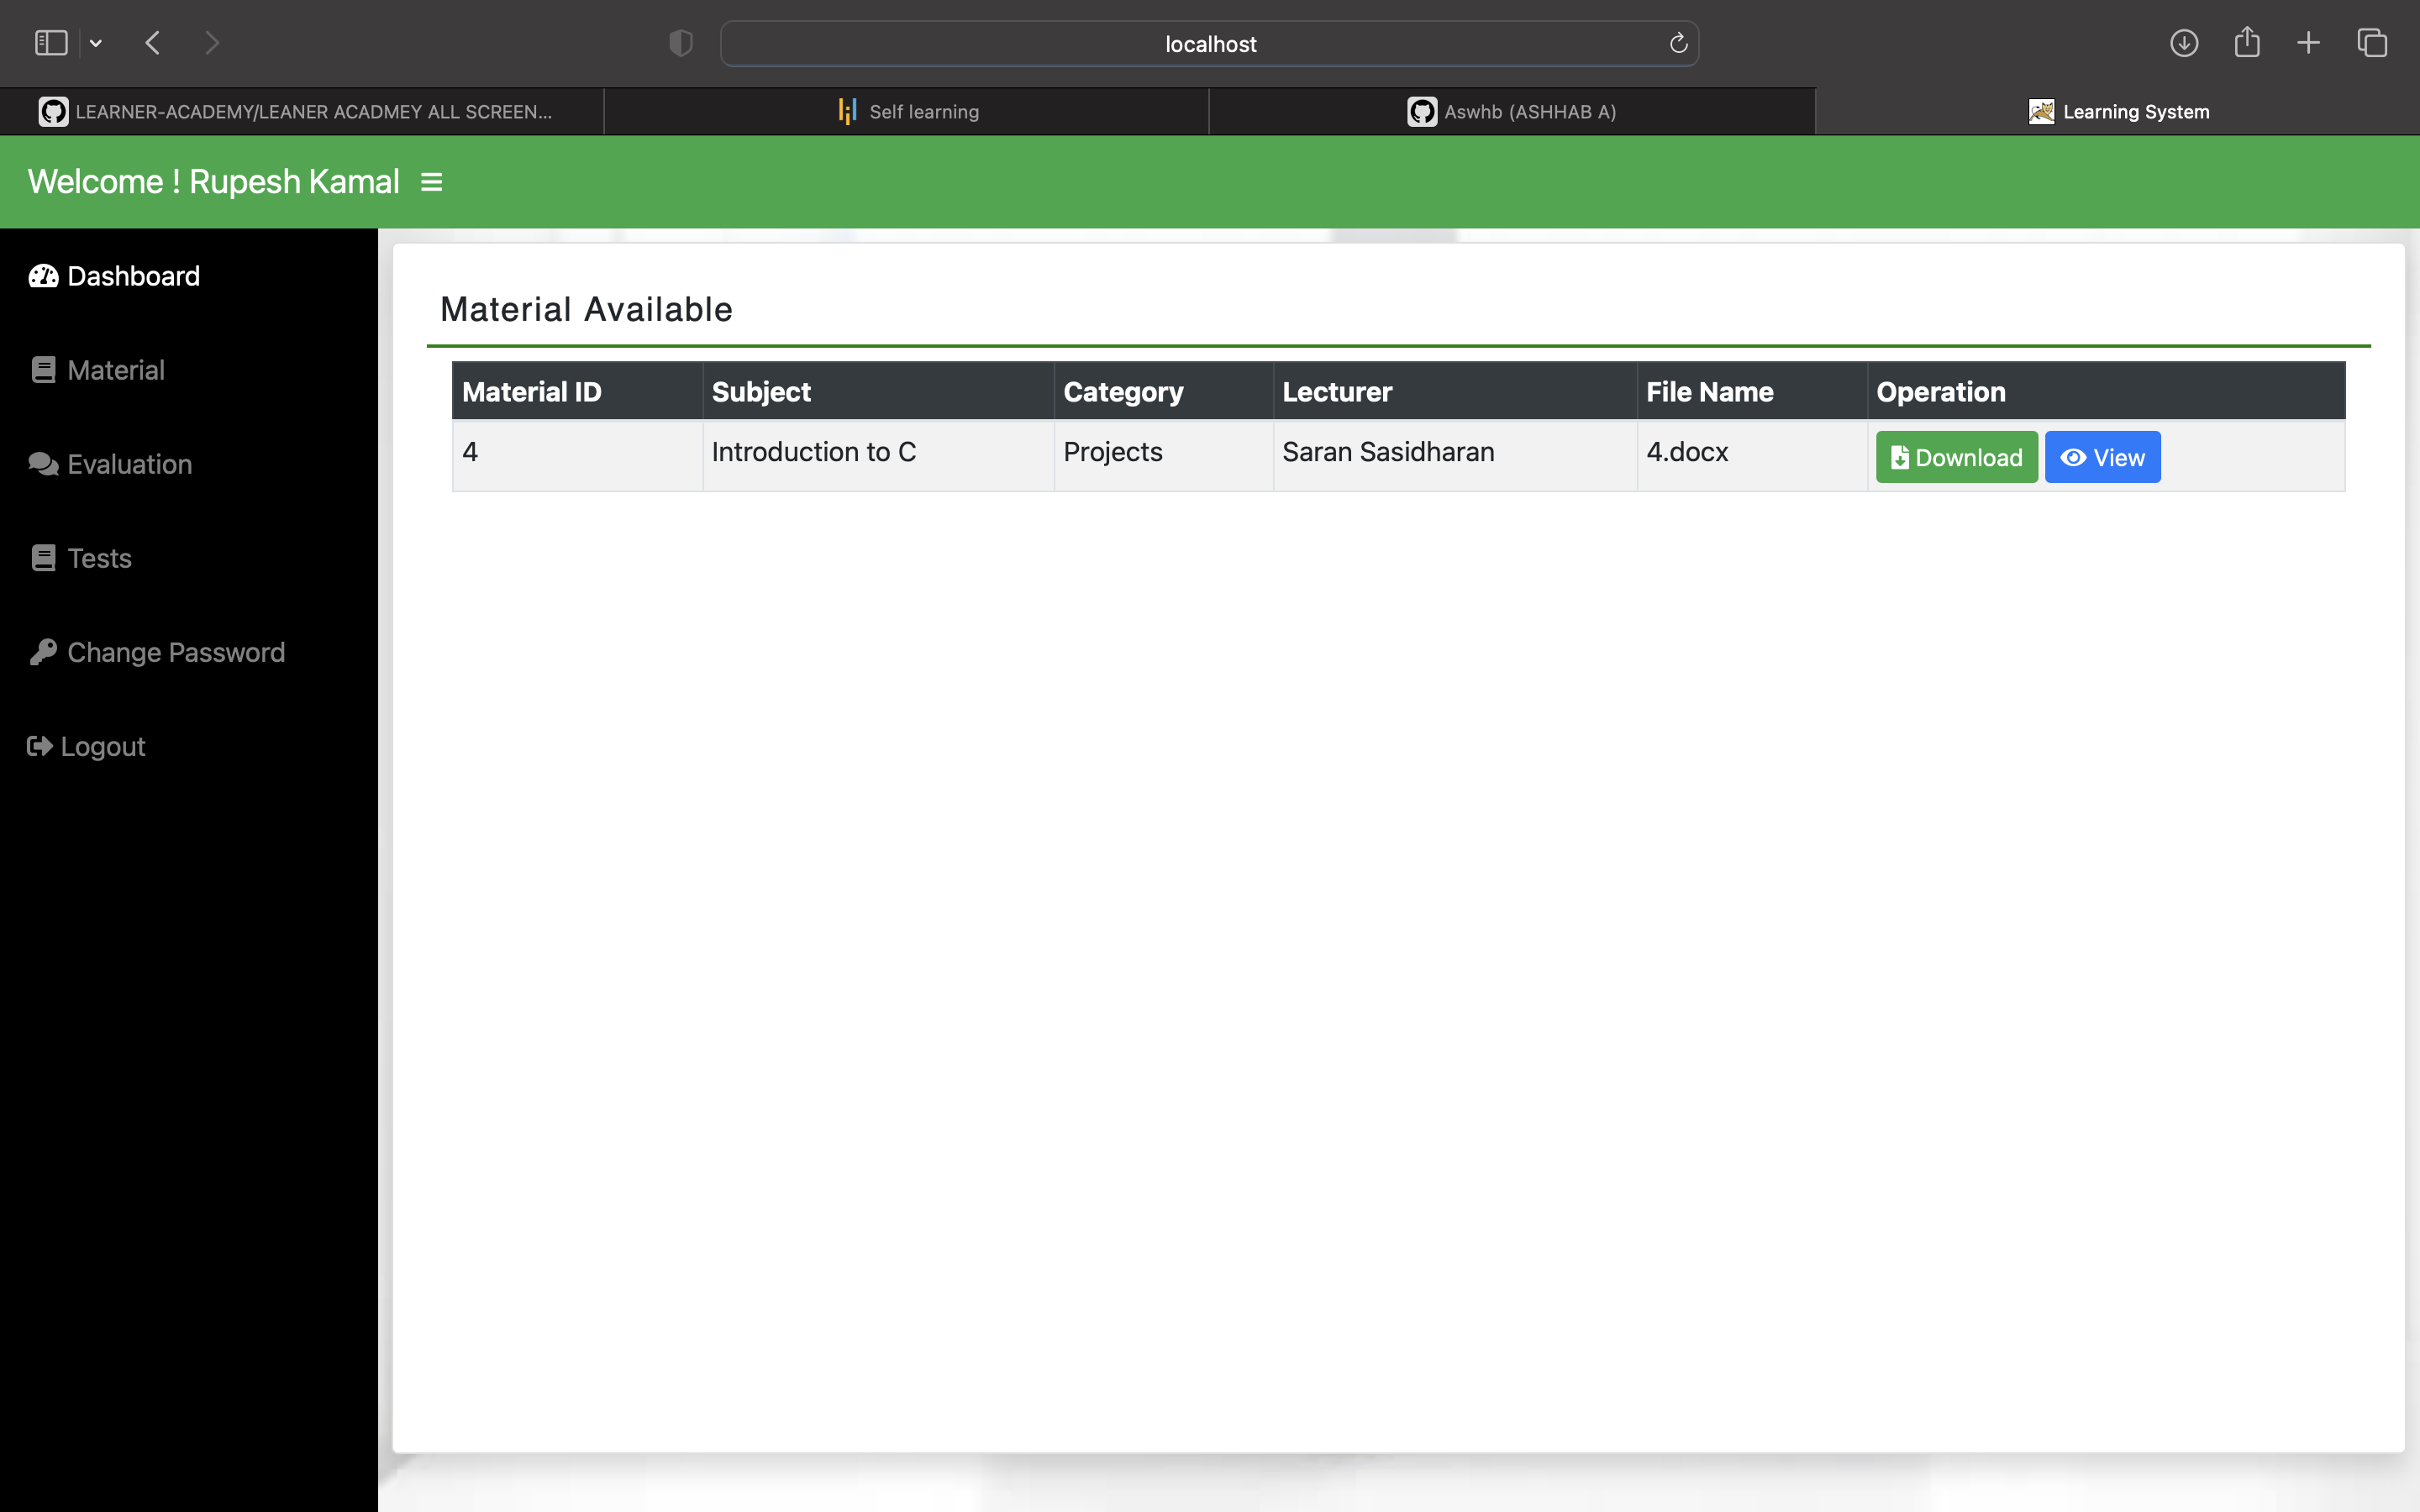 localhost
LEARNER-ACADEMY/LEANER ACADMEY ALL SCREEN... Self learning Aswhb (ASHHAB A) Learning System
Welcome ! Rupesh Kamal
Dashboard
Material
Evaluation
Tests
Change Password
Logout
Material Available
Material ID Subject Category Lecturer File Name Operation
4 Introduction to C Projects Saran Sasidharan 4.docx Download View